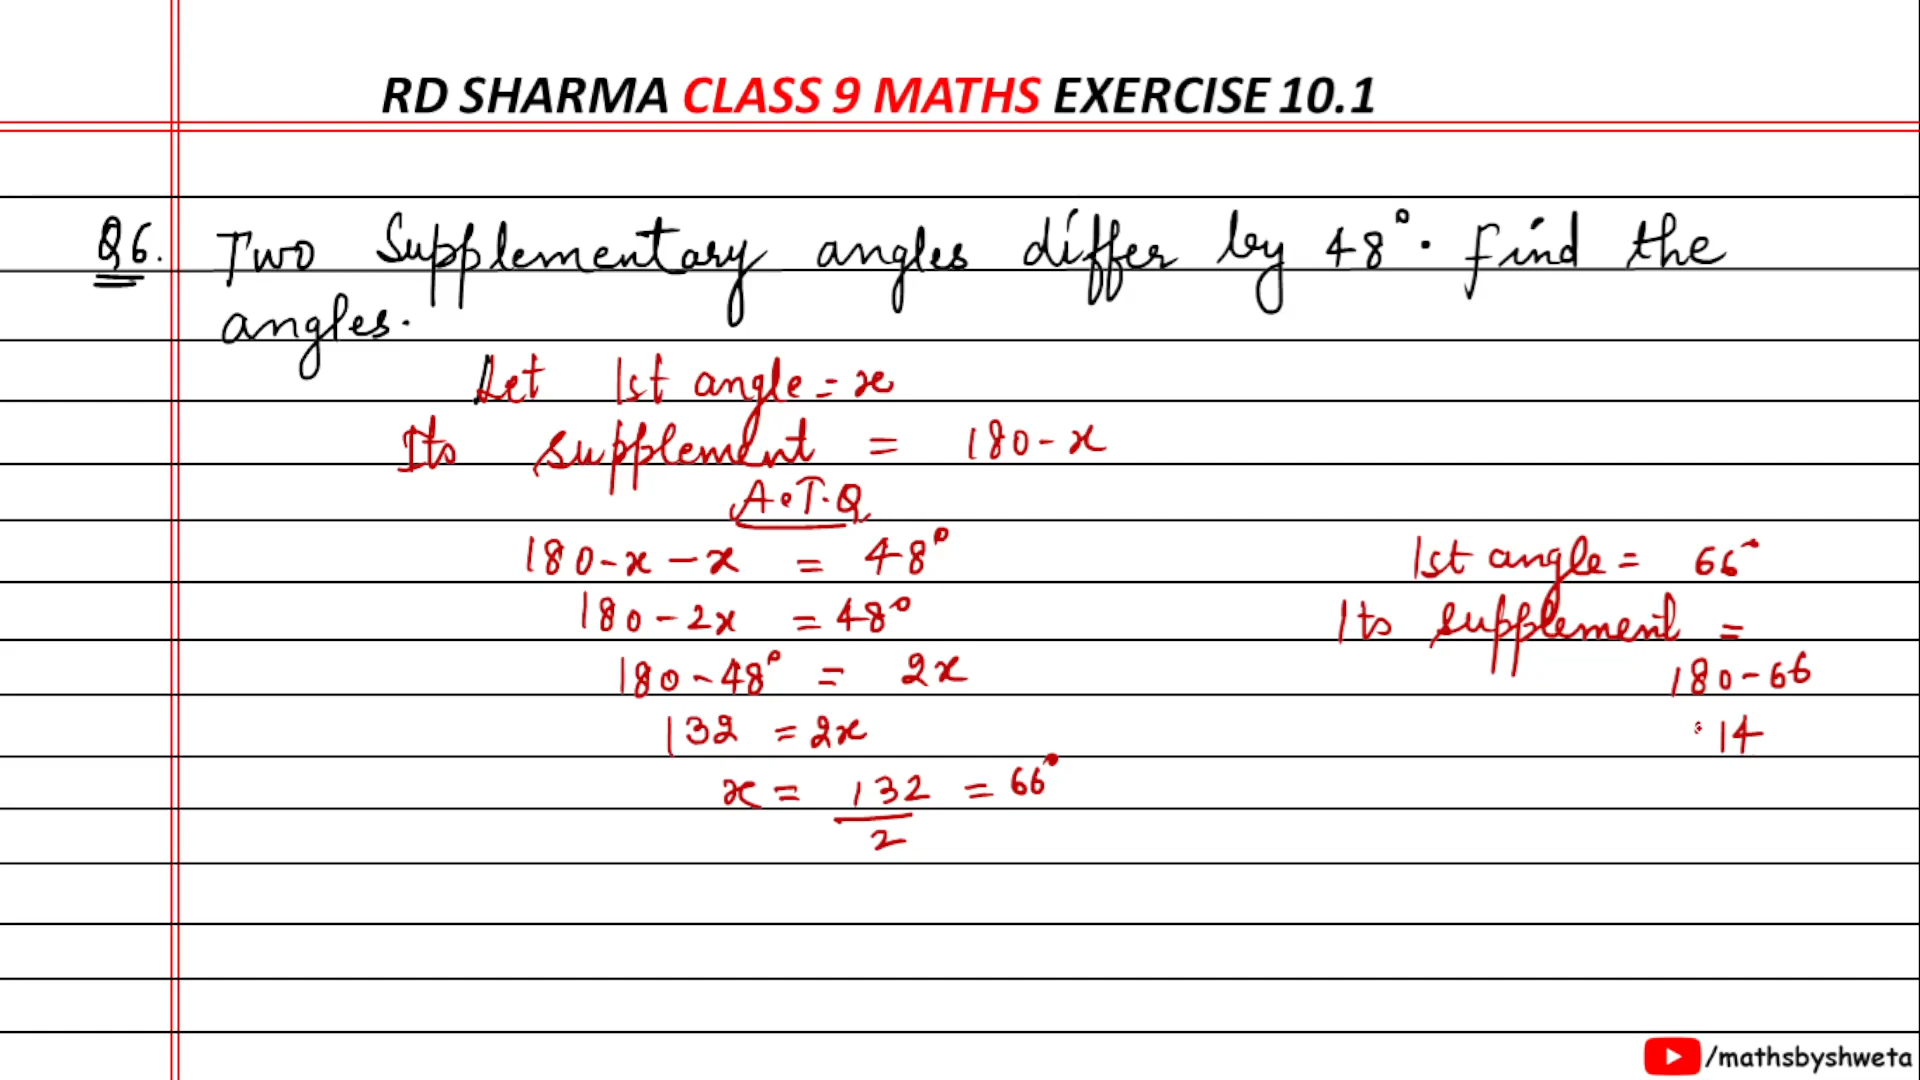 RD SHARMA CLASS 9 MATHS EXERCISE 10.1
Q6. Two Supplementary angles differ by 48°. Find the
angles.
Let 1st angle = x
Its supplement = 180 - x
A.T.Q
180 - x - x = 48°
180 - 2x = 48°
180 - 48° = 2x
132 = 2x
x = 132/2 = 66°
1st angle = 66°
Its supplement =
180 - 66
14
/mathsbyshweta